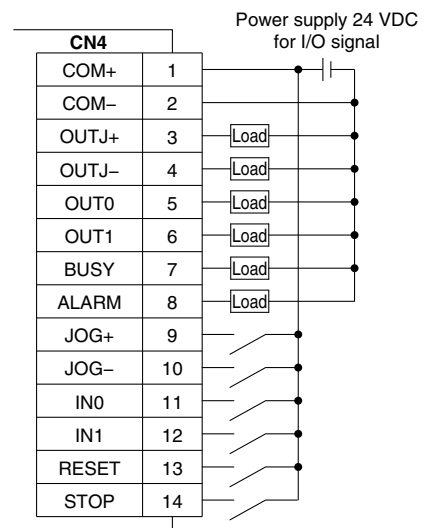 Power supply 24 VDC
for I/O signal
CN4
COM+ 1
COM− 2
OUTJ+ 3 Load
OUTJ− 4 Load
OUT0 5 Load
OUT1 6 Load
BUSY 7 Load
ALARM 8 Load
JOG+ 9
JOG− 10
IN0 11
IN1 12
RESET 13
STOP 14